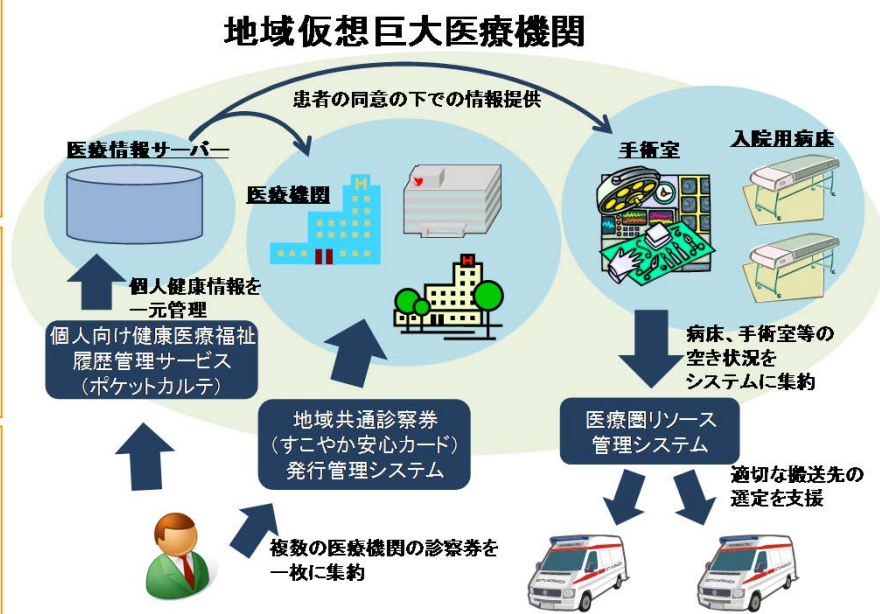 地域仮想巨大医療機関
患者の同意の下での情報提供
医療情報サーバー
医療機関
H
手術室
入院用病床
H
個人健康情報を
一元管理
個人向け健康医療福祉
履歴管理サービス
(ポケットカルテ)
病床、手術室等の
空き状況を
システムに集約
地域共通診察券
(すこやか安心カード)
発行管理システム
医療圏リソース
管理システム
適切な搬送先の
選定を支援
複数の医療機関の診察券を
一枚に集約